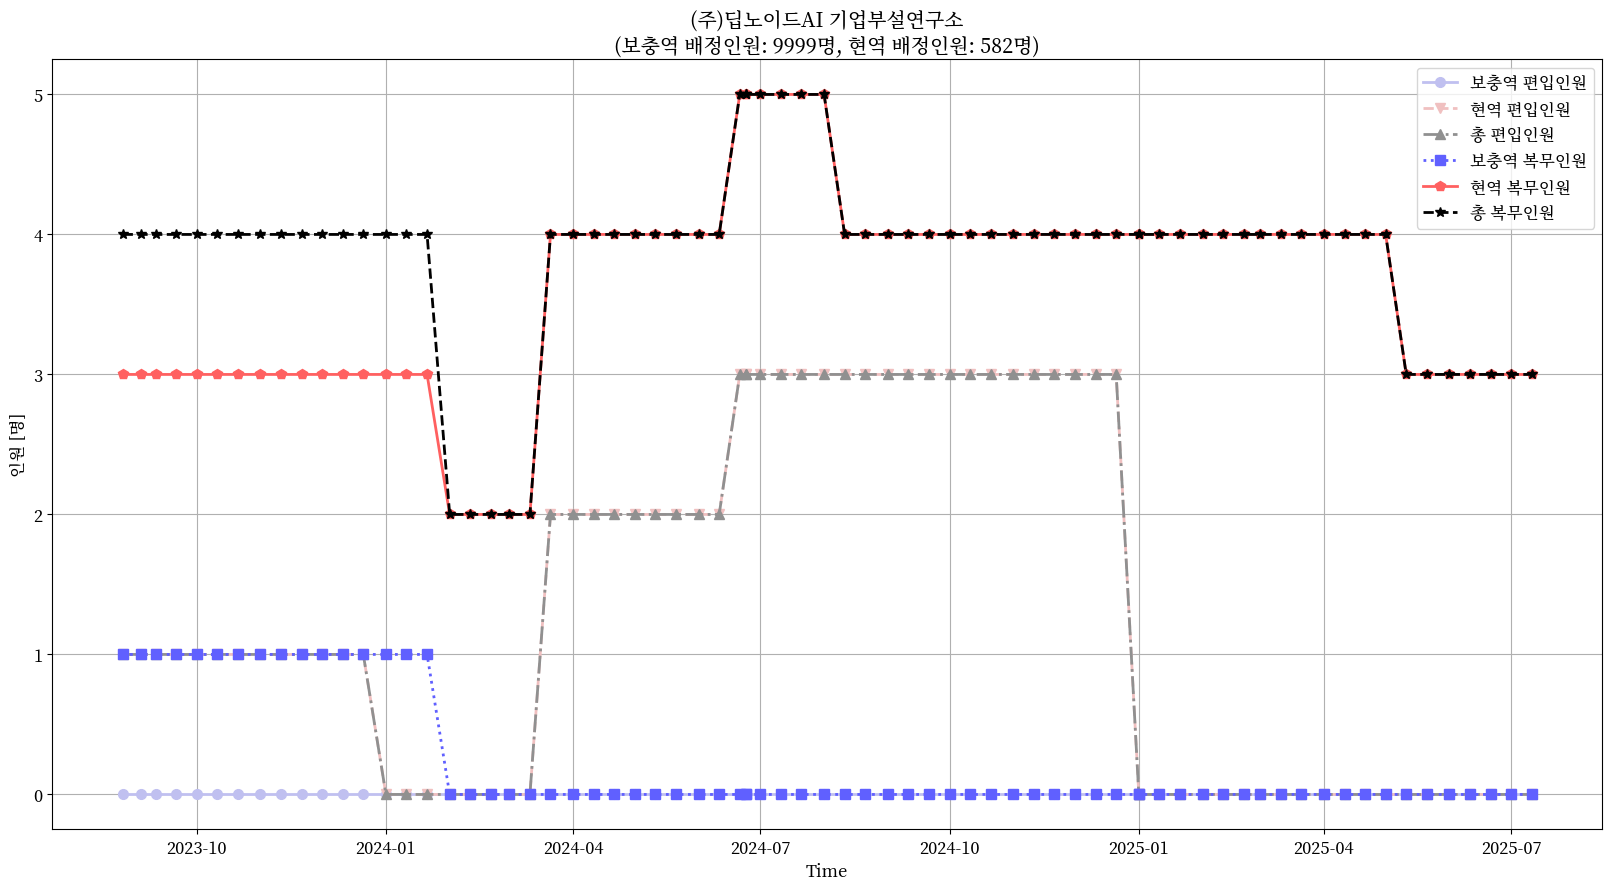 (주)딥노이드AI 기업부설연구소
(보충역 배정인원: 9999명, 현역 배정인원: 582명)
보충역 편입인원
현역 편입인원
총 편입인원
보충역 복무인원
현역 복무인원
총 복무인원
인원 [명]
5
4
3
2
1
0
2023-10
2024-01
2024-04
2024-07
2024-10
2025-01
2025-04
2025-07
Time